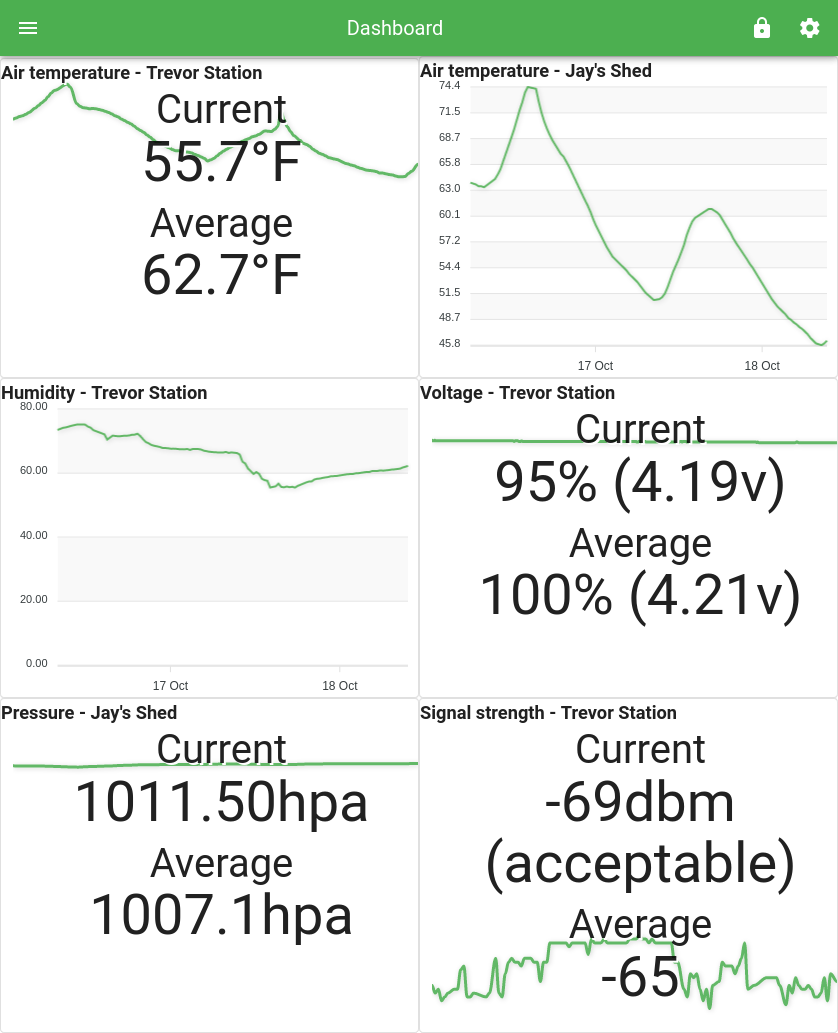 Dashboard
Air temperature - Trevor Station
Current
55.7°F
Average
62.7°F
Air temperature - Jay's Shed
74.4
71.5
68.7
65.8
63.0
60.1
57.2
54.4
51.5
48.7
45.8
17 Oct 18 Oct
Humidity - Trevor Station
80.00
60.00
40.00
20.00
0.00
17 Oct 18 Oct
Voltage - Trevor Station
Current
95% (4.19v)
Average
100% (4.21v)
Pressure - Jay's Shed
Current
1011.50hpa
Average
1007.1hpa
Signal strength - Trevor Station
Current
-69dbm
(acceptable)
Average
-65